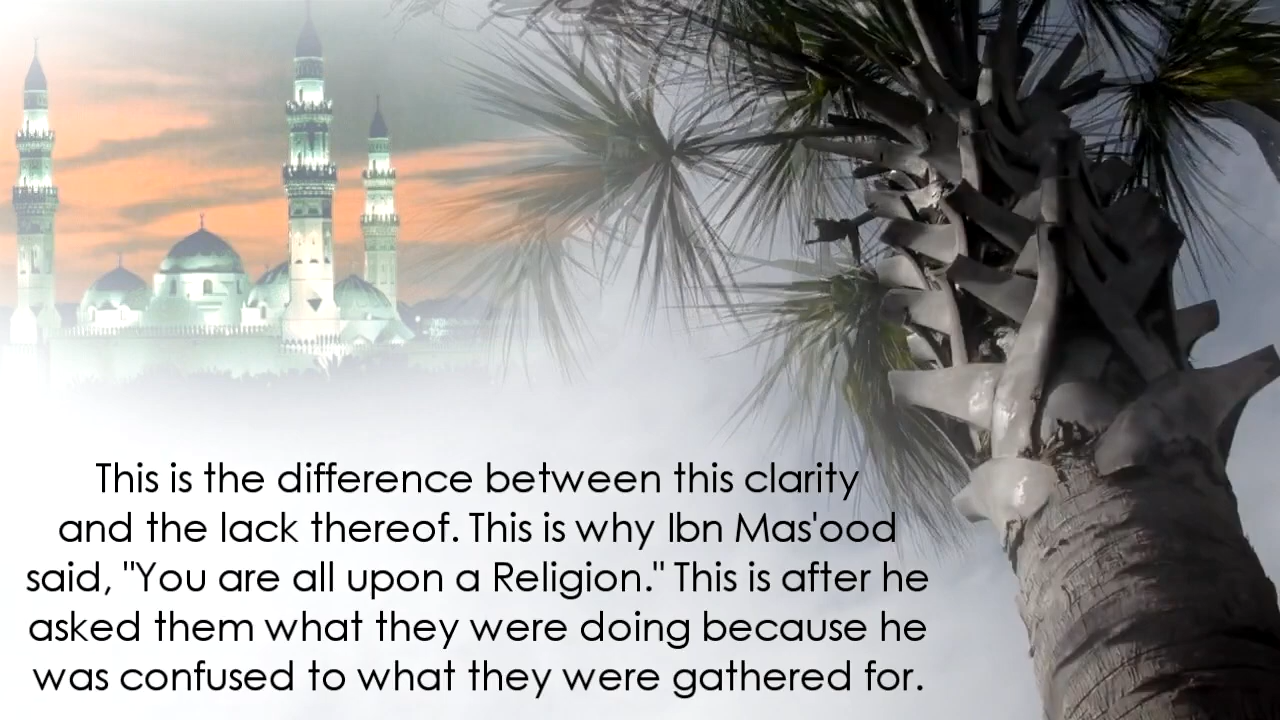 This is the difference between this clarity
and the lack thereof. This is why Ibn Mas'ood
said, "You are all upon a Religion." This is after he
asked them what they were doing because he
was confused to what they were gathered for.